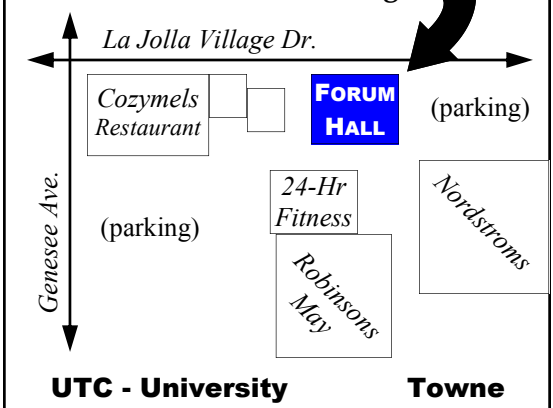 La Jolla Village Dr.
Cozymels
Restaurant
FORUM
HALL
(parking)
Genesee Ave.
(parking)
24-Hr
Fitness
Nordstroms
Robinsons
May
UTC - University Towne